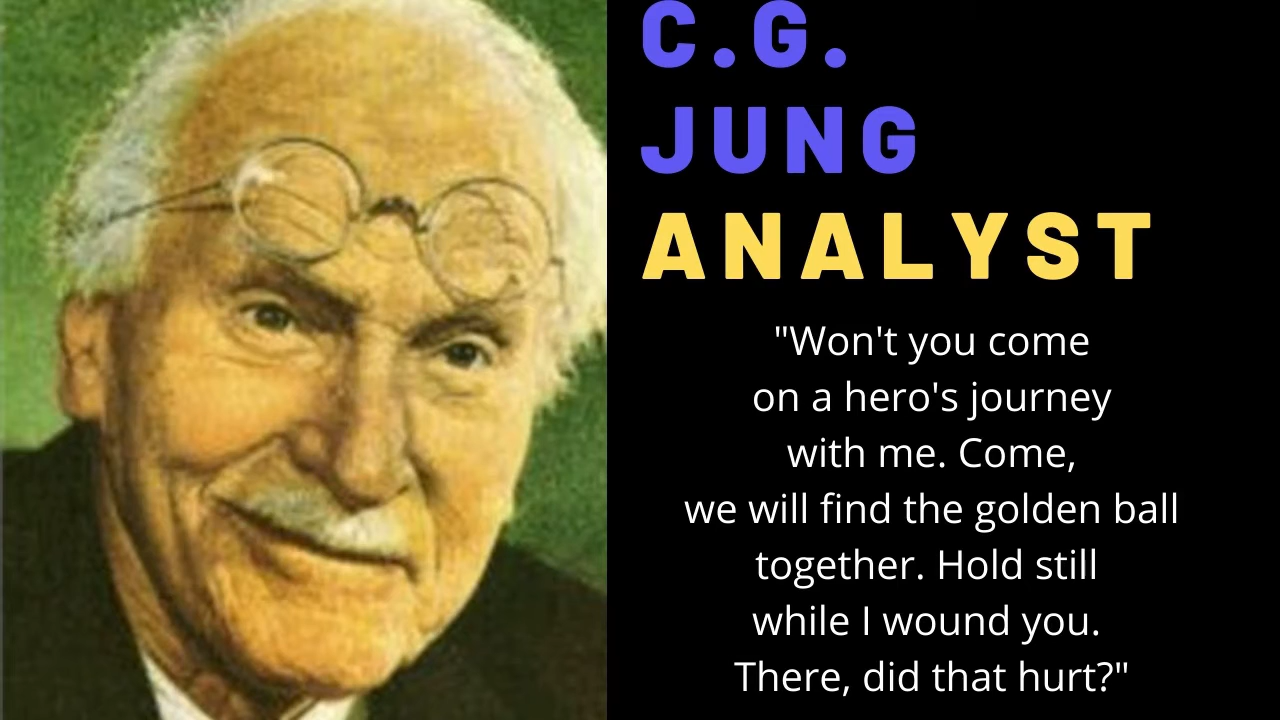 C.G.
JUNG
ANALYST
"Won't you come
on a hero's journey
with me. Come,
we will find the golden ball
together. Hold still
while I wound you.
There, did that hurt?"